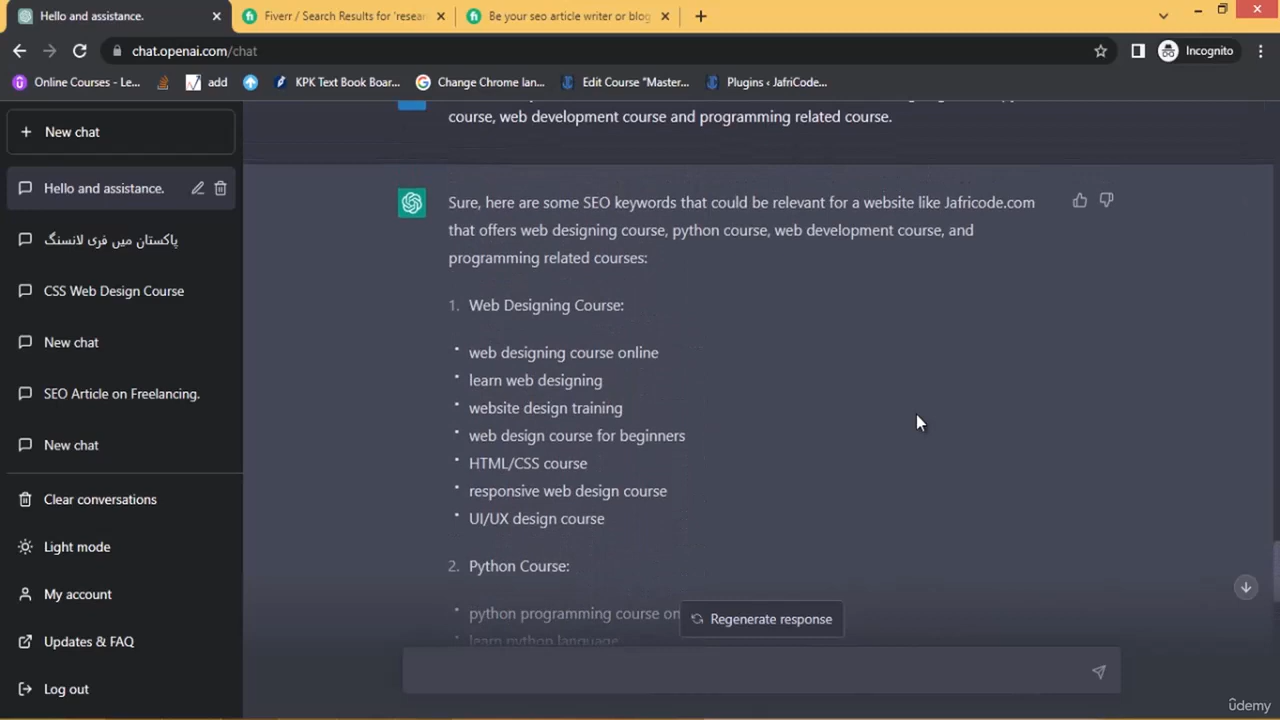 Hello and assistance.
Fiverr / Search Results for 'resear
Be your seo article writer or blog
chat.openai.com/chat
Incognito
Online Courses - Le...
add
KPK Text Book Boar...
Change Chrome lan...
Edit Course "Master...
Plugins ‹ JafriCode...
New chat
Hello and assistance.
پاکستان میں فری لانسنگ
CSS Web Design Course
New chat
SEO Article on Freelancing.
New chat
Clear conversations
Light mode
My account
Updates & FAQ
Log out
course, web development course and programming related course.
Sure, here are some SEO keywords that could be relevant for a website like Jafricode.com
that offers web designing course, python course, web development course, and
programming related courses:
1. Web Designing Course:
• web designing course online
• learn web designing
• website design training
• web design course for beginners
• HTML/CSS course
• responsive web design course
• UI/UX design course
2. Python Course:
• python programming course on
• learn python language
Regenerate response
ûdemy